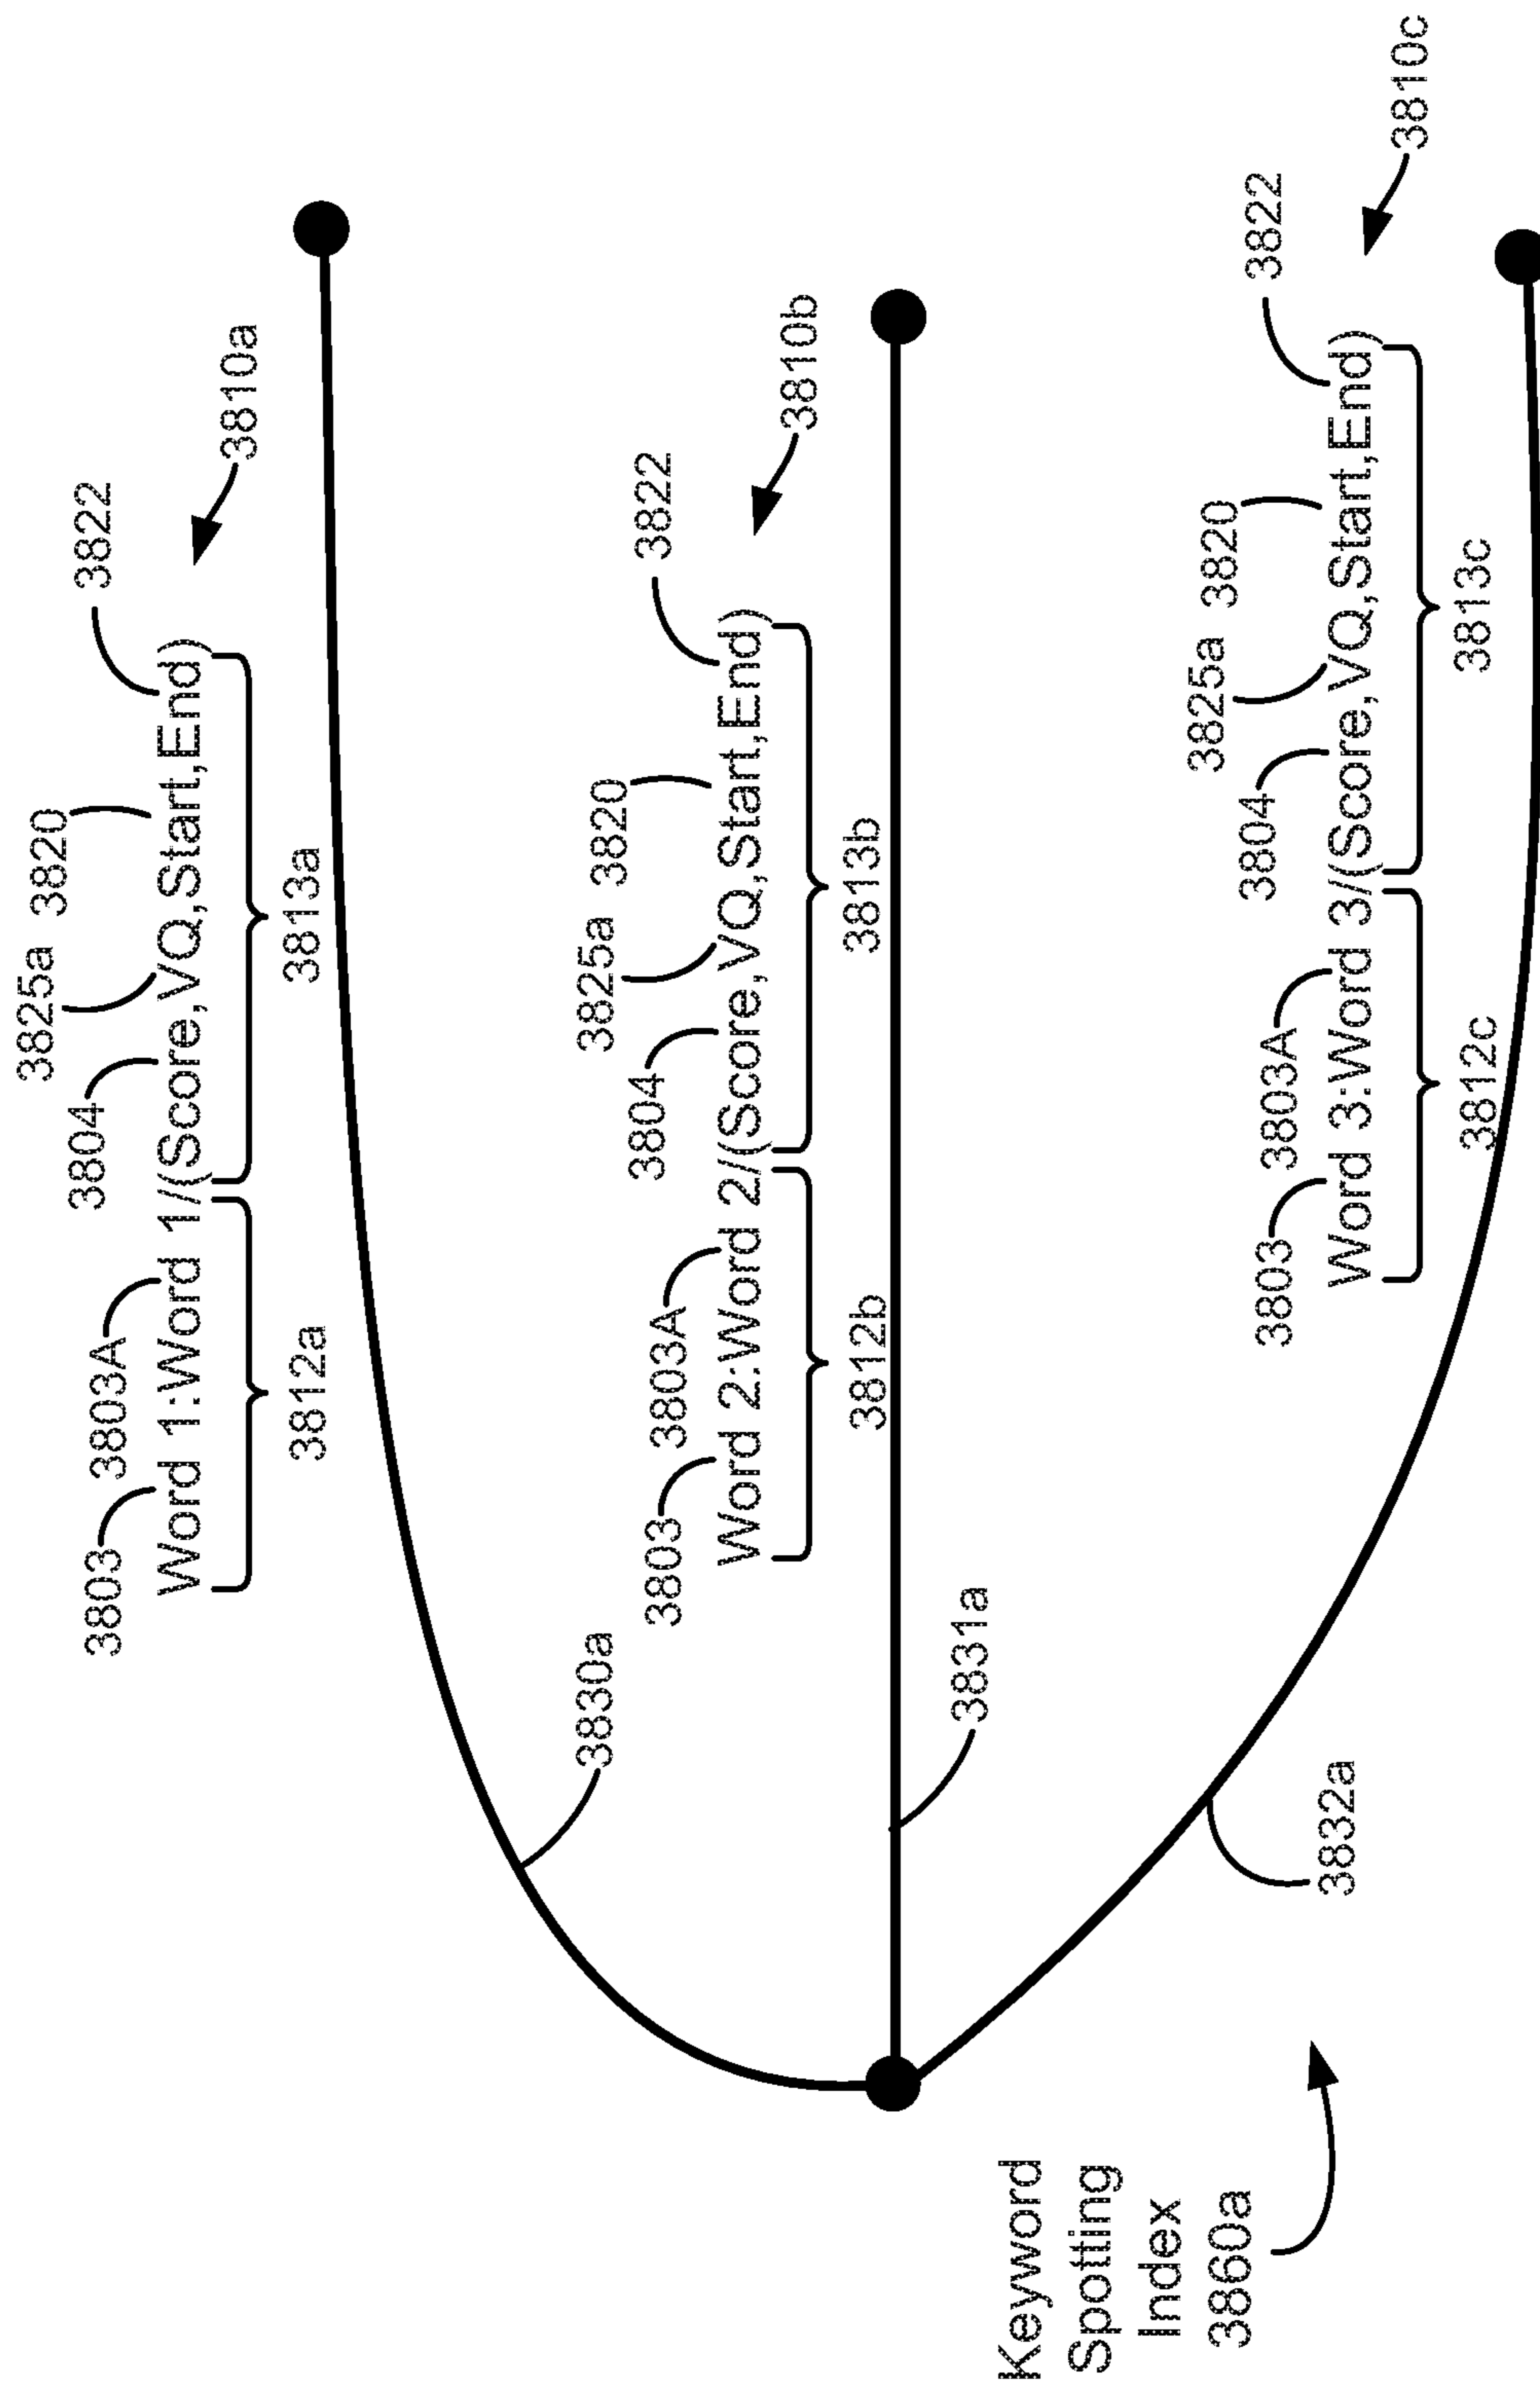 3825a 3820
3804
3822
3803
3803A
Word 1:Word 1/(Score,VQ,Start,End)
3810a
3812a
3813a
3830a
3825a 3820
3804
3822
3803
3803A
Word 2:Word 2/(Score,VQ,Start,End)
3810b
3812b
3813b
3831a
Keyword
Spotting
Index
3860a
3825a 3820
3804
3822
3803
3803A
Word 3:Word 3/(Score,VQ,Start,End)
3810c
3812c
3813c
3832a